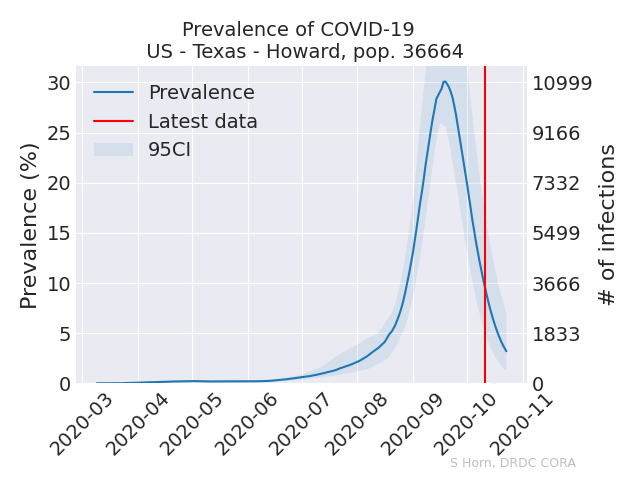 Prevalence of COVID-19
US - Texas - Howard, pop. 36664
Prevalence
Latest data
95CI
Prevalence (%)
30
25
20
15
10
5
0
10999
9166
7332
5499
3666
1833
0
# of infections
2020-03
2020-04
2020-05
2020-06
2020-07
2020-08
2020-09
2020-10
2020-11
S Horn, DRDC CORA